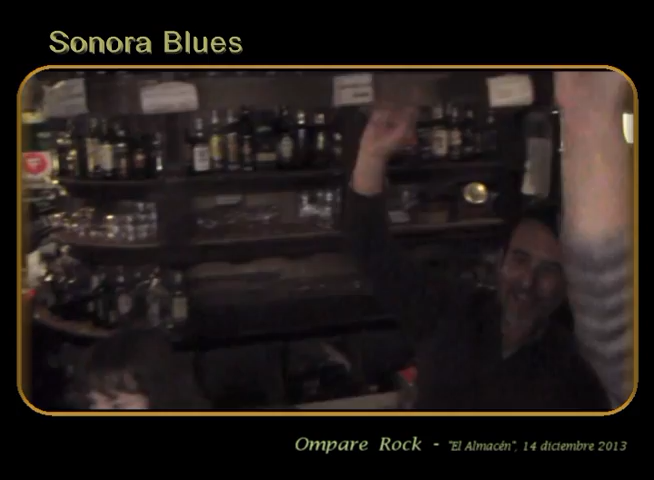 Sonora Blues
Ompare Rock - "El Almacén", 14 diciembre 2013